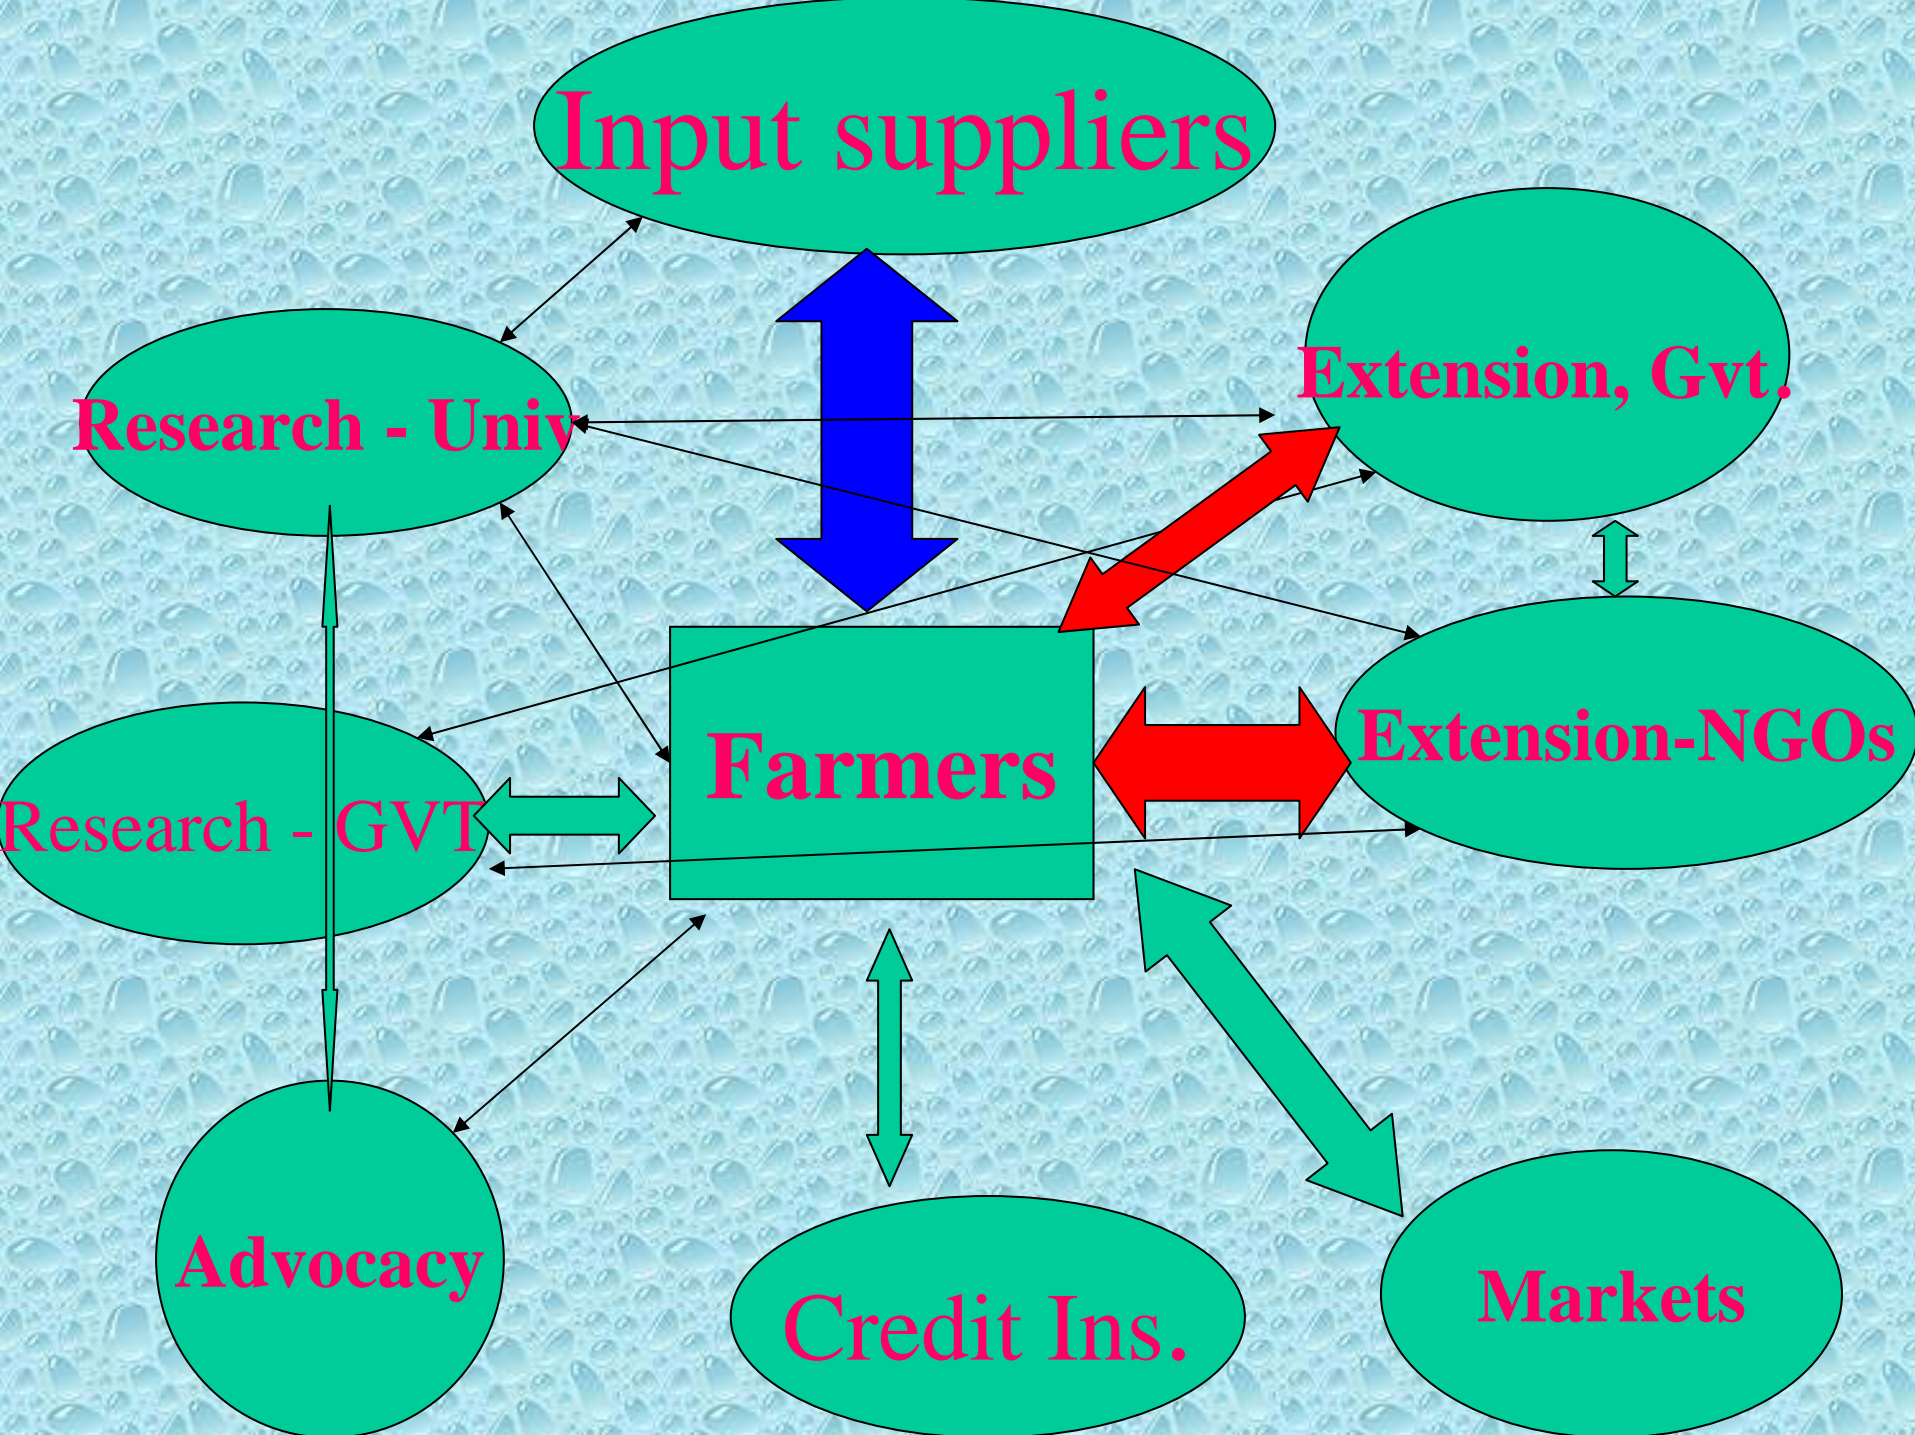 Input suppliers
Extension, Gvt.
Research - Univ
Extension-NGOs
Farmers
Research - GVT
Advocacy
Credit Ins.
Markets